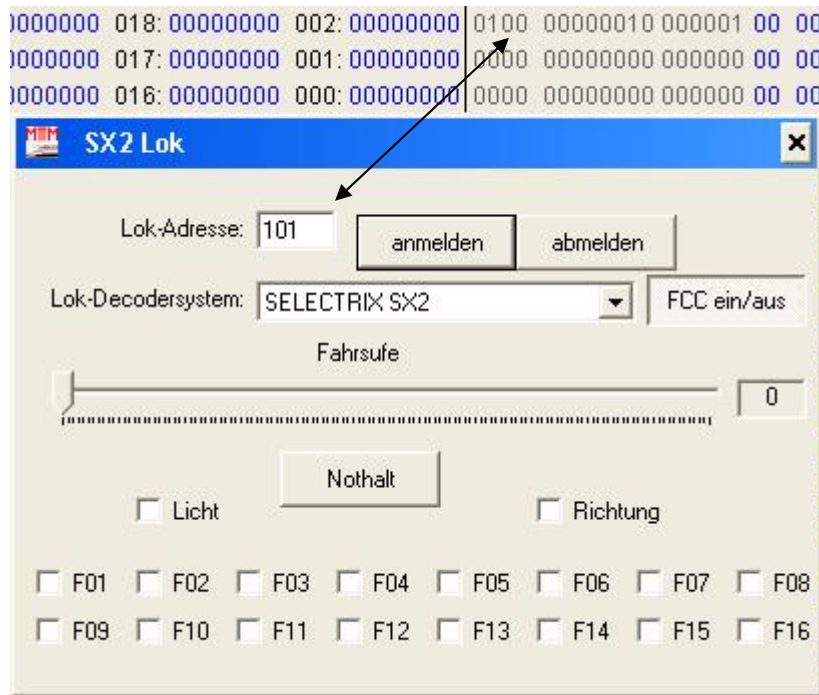 0000000 018: 00000000 002: 00000000 0100 00000010 000001 00 00
0000000 017: 00000000 001: 00000000 0000 00000000 000000 00 00
0000000 016: 00000000 000: 00000000 0000 00000000 000000 00 00
MTTM SX2 Lok
Lok-Adresse: 101 anmelden abmelden
Lok-Decodersystem: SELECTRIX SX2 FCC ein/aus
Fahrsufe
0
Nothalt
Licht Richtung
F01 F02 F03 F04 F05 F06 F07 F08
F09 F10 F11 F12 F13 F14 F15 F16